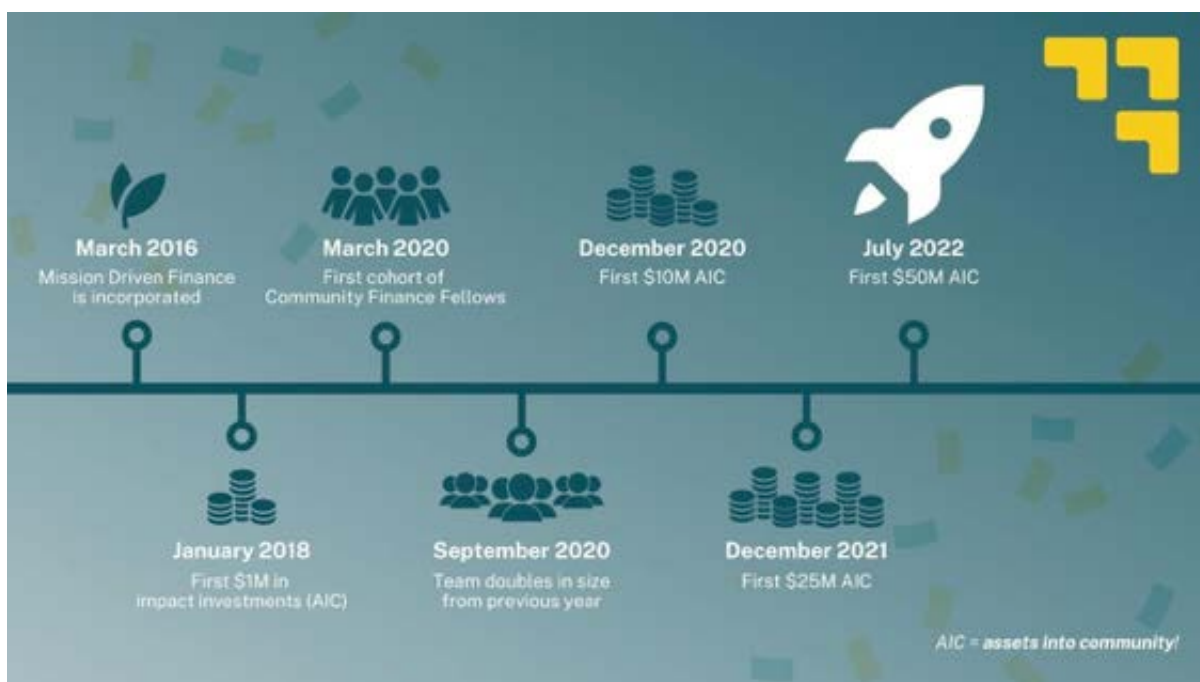 March 2016
Mission Driven Finance
is incorporated
January 2018
First $1M in
impact investments (AIC)
March 2020
First cohort of
Community Finance Fellows
September 2020
Team doubles in size
from previous year
December 2020
First $10M AIC
December 2021
First $25M AIC
July 2022
First $50M AIC
AIC = assets into community!